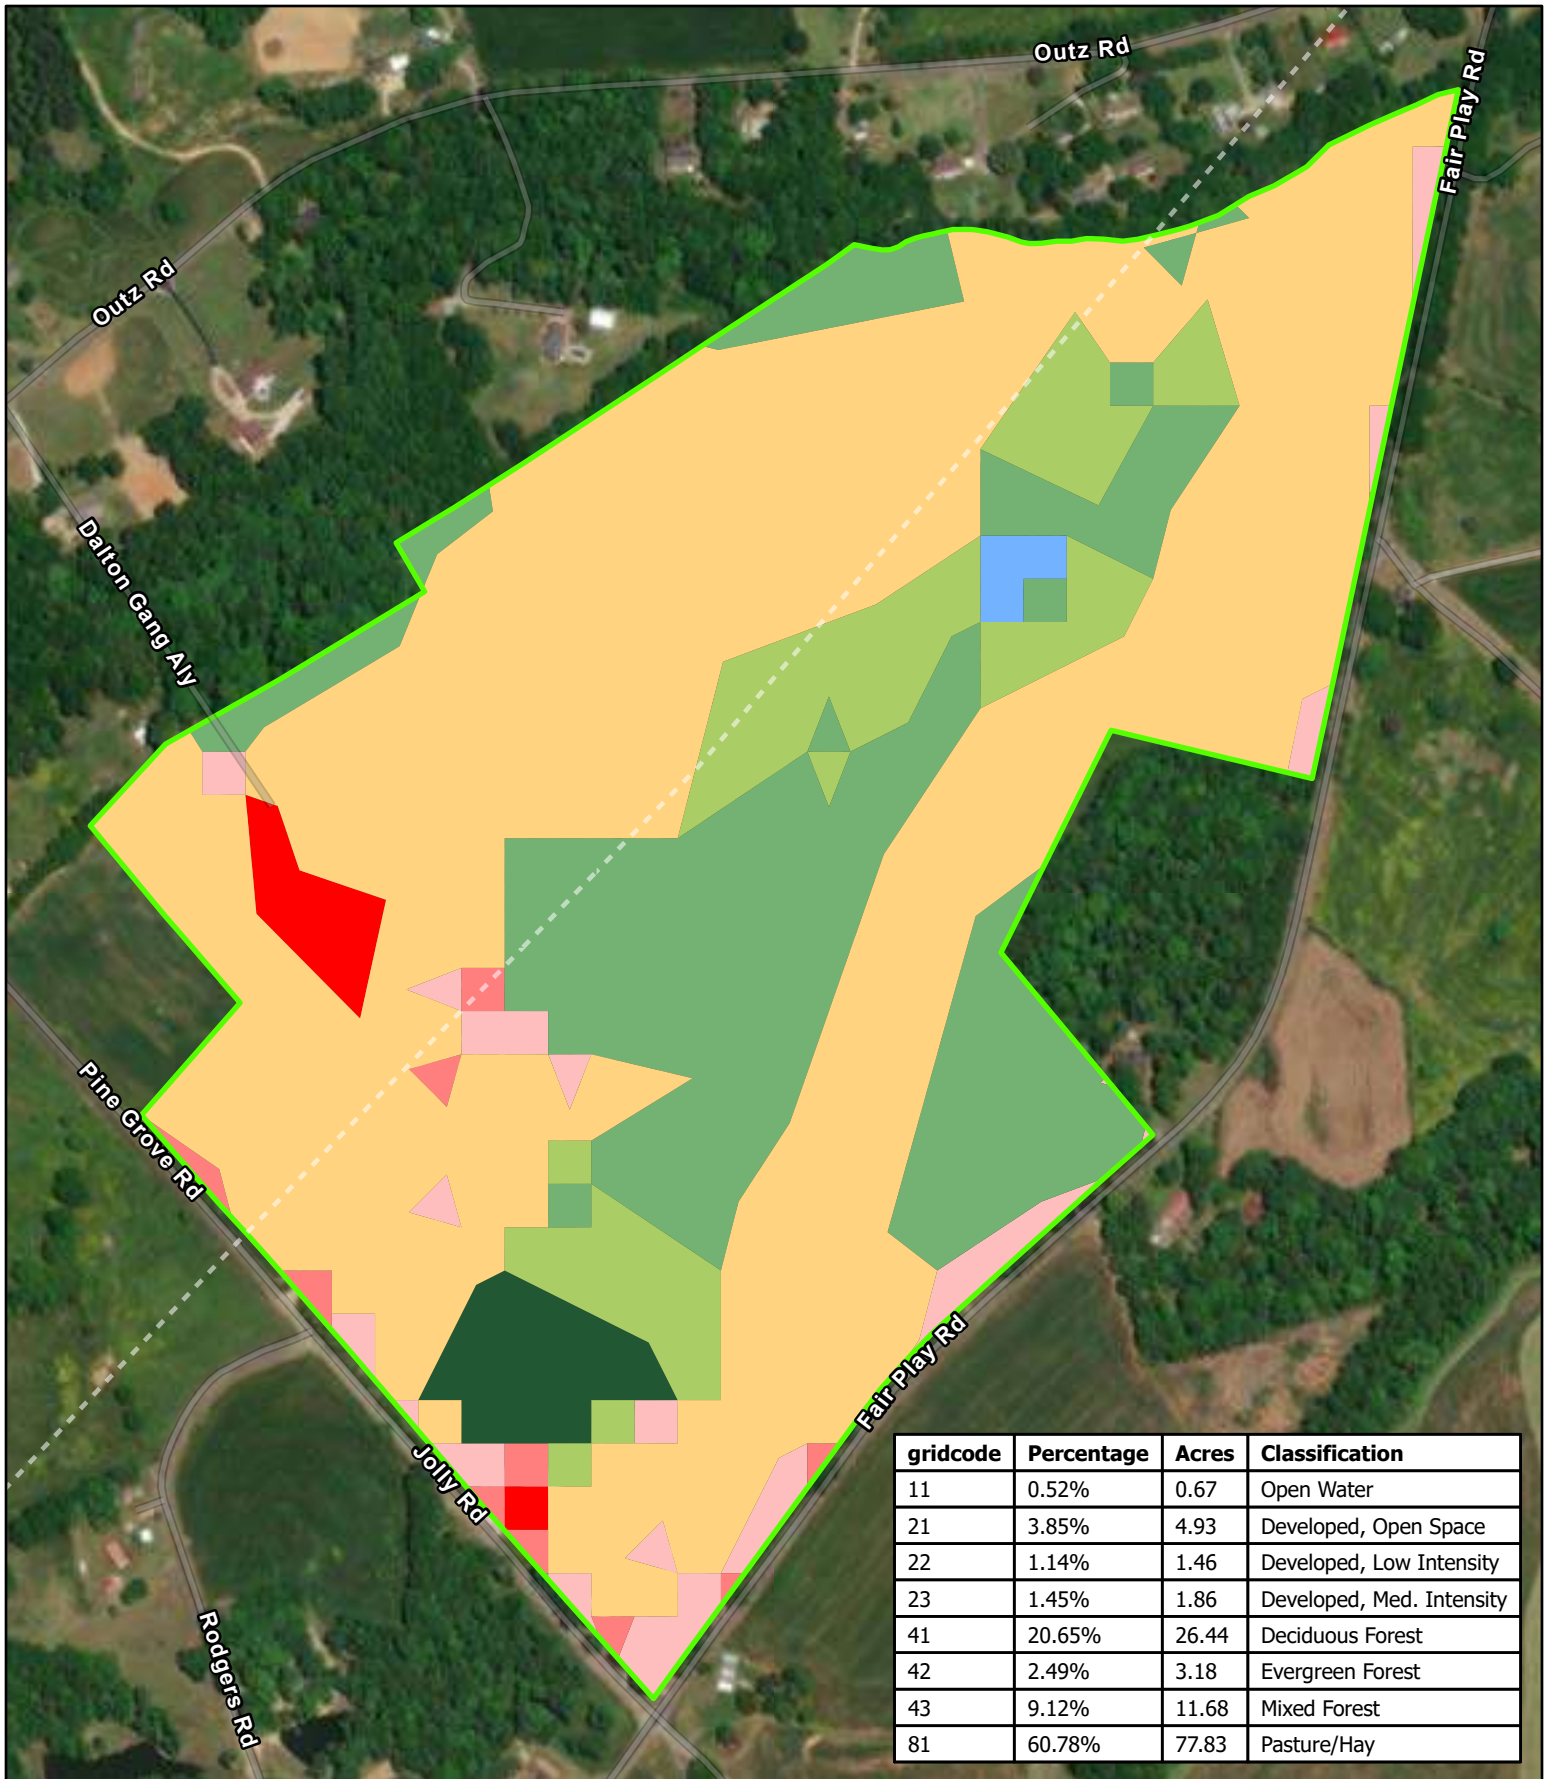 Outz Rd
Fair Play Rd
Outz Rd
Dalton Gang Aly
Pine Grove Rd
Fair Play Rd
Jolly Rd
Rodgers Rd
gridcode Percentage Acres Classification
11 0.52% 0.67 Open Water
21 3.85% 4.93 Developed, Open Space
22 1.14% 1.46 Developed, Low Intensity
23 1.45% 1.86 Developed, Med. Intensity
41 20.65% 26.44 Deciduous Forest
42 2.49% 3.18 Evergreen Forest
43 9.12% 11.68 Mixed Forest
81 60.78% 77.83 Pasture/Hay